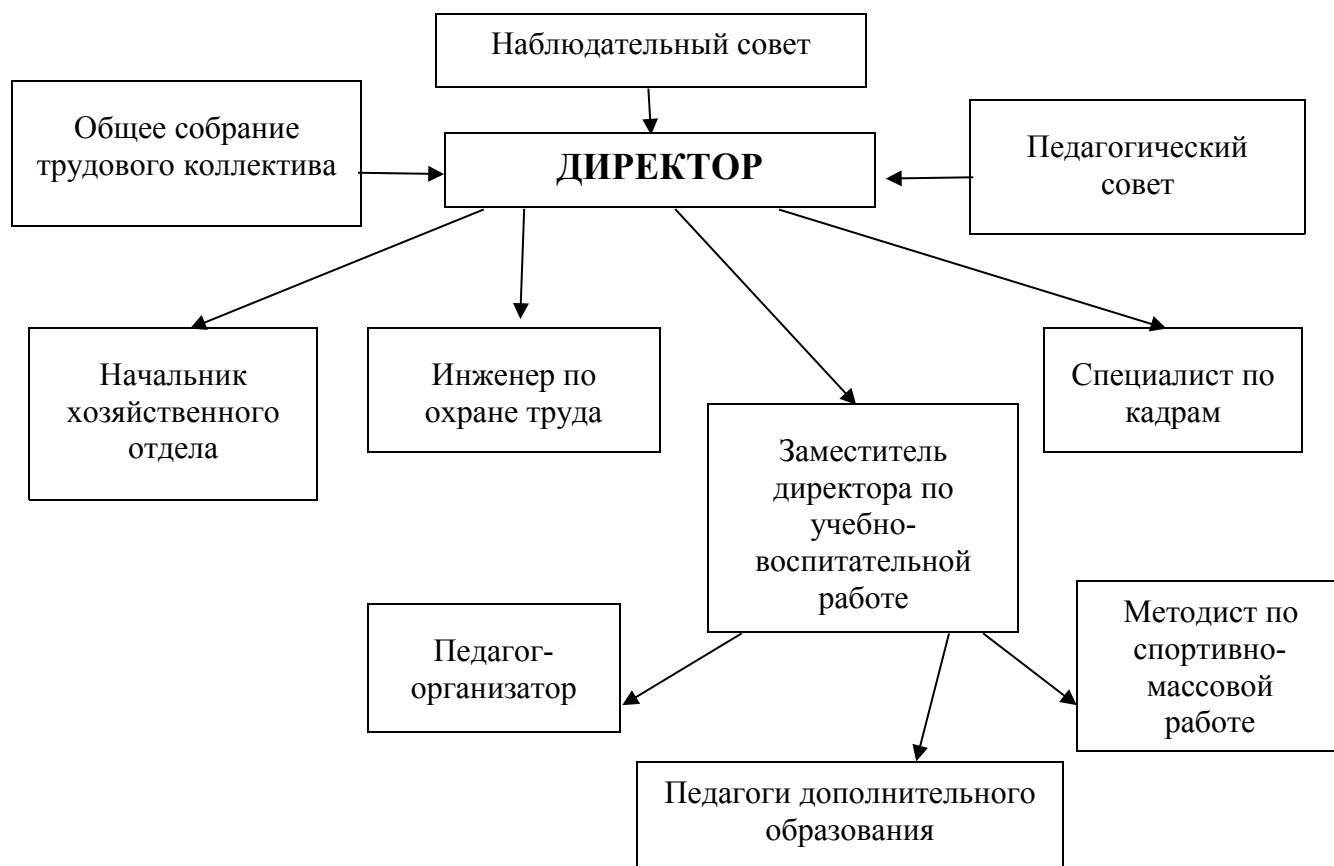 Наблюдательный совет
Общее собрание
трудового коллектива
ДИРЕКТОР
Педагогический
совет
Начальник
хозяйственного
отдела
Инженер по
охране труда
Специалист по
кадрам
Заместитель
директора по
учебно-
воспитательной
работе
Педагог-
организатор
Методист по
спортивно-
массовой
работе
Педагоги дополнительного
образования